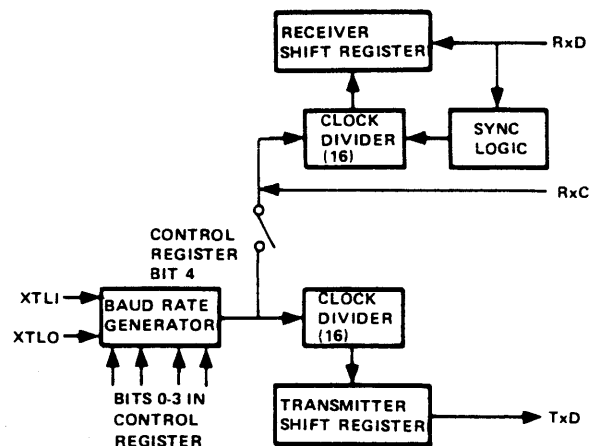 RECEIVER
SHIFT REGISTER
RxD
CLOCK
DIVIDER
(16)
SYNC
LOGIC
RxC
CONTROL
REGISTER
BIT 4
XTLI
XTLO
BAUD RATE
GENERATOR
CLOCK
DIVIDER
(16)
BITS 0-3 IN
CONTROL
REGISTER
TRANSMITTER
SHIFT REGISTER
TxD